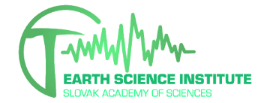 EARTH SCIENCE INSTITUTE
SLOVAK ACADEMY OF SCIENCES